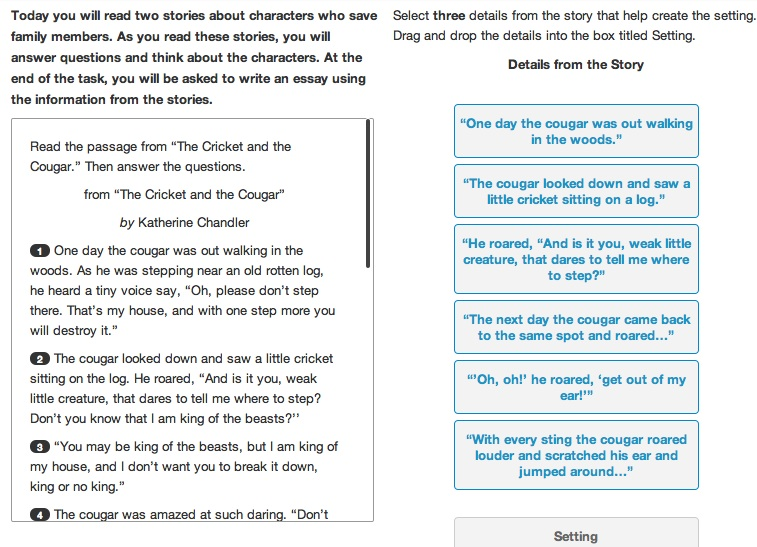 Today you will read two stories about characters who save
family members. As you read these stories, you will
answer questions and think about the characters. At the
end of the task, you will be asked to write an essay using
the information from the stories.
Read the passage from “The Cricket and the
Cougar.” Then answer the questions.
from “The Cricket and the Cougar”
by Katherine Chandler
1 One day the cougar was out walking in the
woods. As he was stepping near an old rotten log,
he heard a tiny voice say, “Oh, please don’t step
there. That’s my house, and with one step more you
will destroy it.”
2 The cougar looked down and saw a little cricket
sitting on the log. He roared, “And is it you, weak
little creature, that dares to tell me where to step?
Don’t you know that I am king of the beasts?’’
3 “You may be king of the beasts, but I am king of
my house, and I don’t want you to break it down,
king or no king.”
4 The cougar was amazed at such daring. “Don’t
Select three details from the story that help create the setting.
Drag and drop the details into the box titled Setting.
Details from the Story
“One day the cougar was out walking
in the woods.”
“The cougar looked down and saw a
little cricket sitting on a log.”
“He roared, “And is it you, weak little
creature, that dares to tell me where
to step?”
“The next day the cougar came back
to the same spot and roared...”
“’Oh, oh!’ he roared, ‘get out of my
ear!’”
“With every sting the cougar roared
louder and scratched his ear and
jumped around...”
Setting